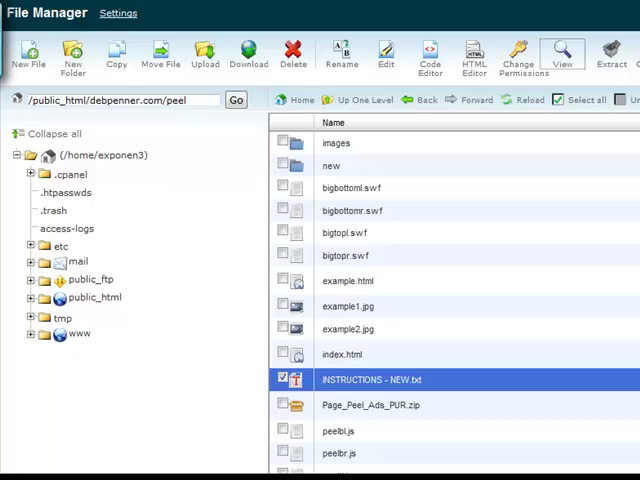 File Manager Settings
New File New Folder Copy Move File Upload Download Delete Rename Edit Code Editor HTML Editor Change Permissions View Extract
/public_html/debpenner.com/peel Go Home Up One Level Back Forward Reload Select all
Collapse all
Name
(/home/exponen3)
.cpanel
.htpasswds
.trash
access-logs
etc
mail
public_ftp
public_html
tmp
www
images
new
bigbottoml.swf
bigbottomr.swf
bigtopl.swf
bigtopr.swf
example.html
example1.jpg
example2.jpg
index.html
INSTRUCTIONS - NEW.txt
Page_Peel_Ads_PUR.zip
peelbl.js
peelbr.js